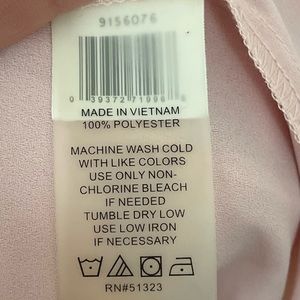 9156076
0 39372 71996 8
MADE IN VIETNAM
100% POLYESTER
MACHINE WASH COLD
WITH LIKE COLORS
USE ONLY NON-
CHLORINE BLEACH
IF NEEDED
TUMBLE DRY LOW
USE LOW IRON
IF NECESSARY
RN#51323